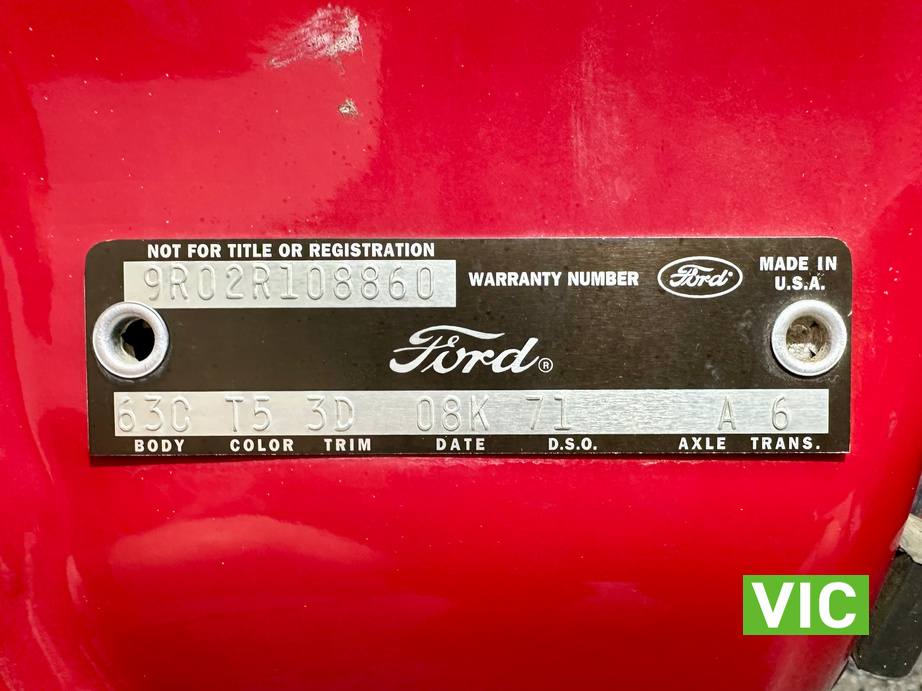 NOT FOR TITLE OR REGISTRATION
9R02R108860
WARRANTY NUMBER
Ford
MADE IN
U.S.A.
Ford®
63C T5 3D 08K 71 A 6
BODY COLOR TRIM DATE D.S.O. AXLE TRANS.
VIC